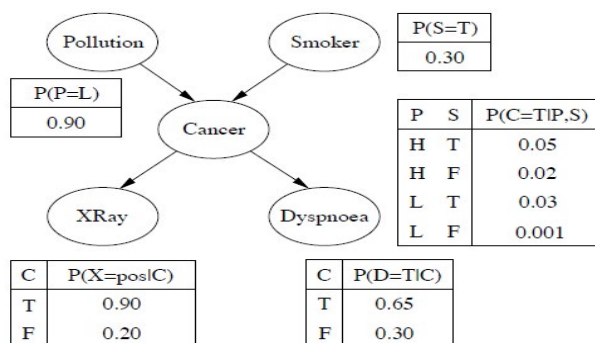 Pollution
Smoker
P(S=T)
0.30
P(P=L)
0.90
Cancer
P S P(C=T|P,S)
H T 0.05
H F 0.02
L T 0.03
L F 0.001
XRay
Dyspnoea
C P(X=pos|C)
T 0.90
F 0.20
C P(D=T|C)
T 0.65
F 0.30